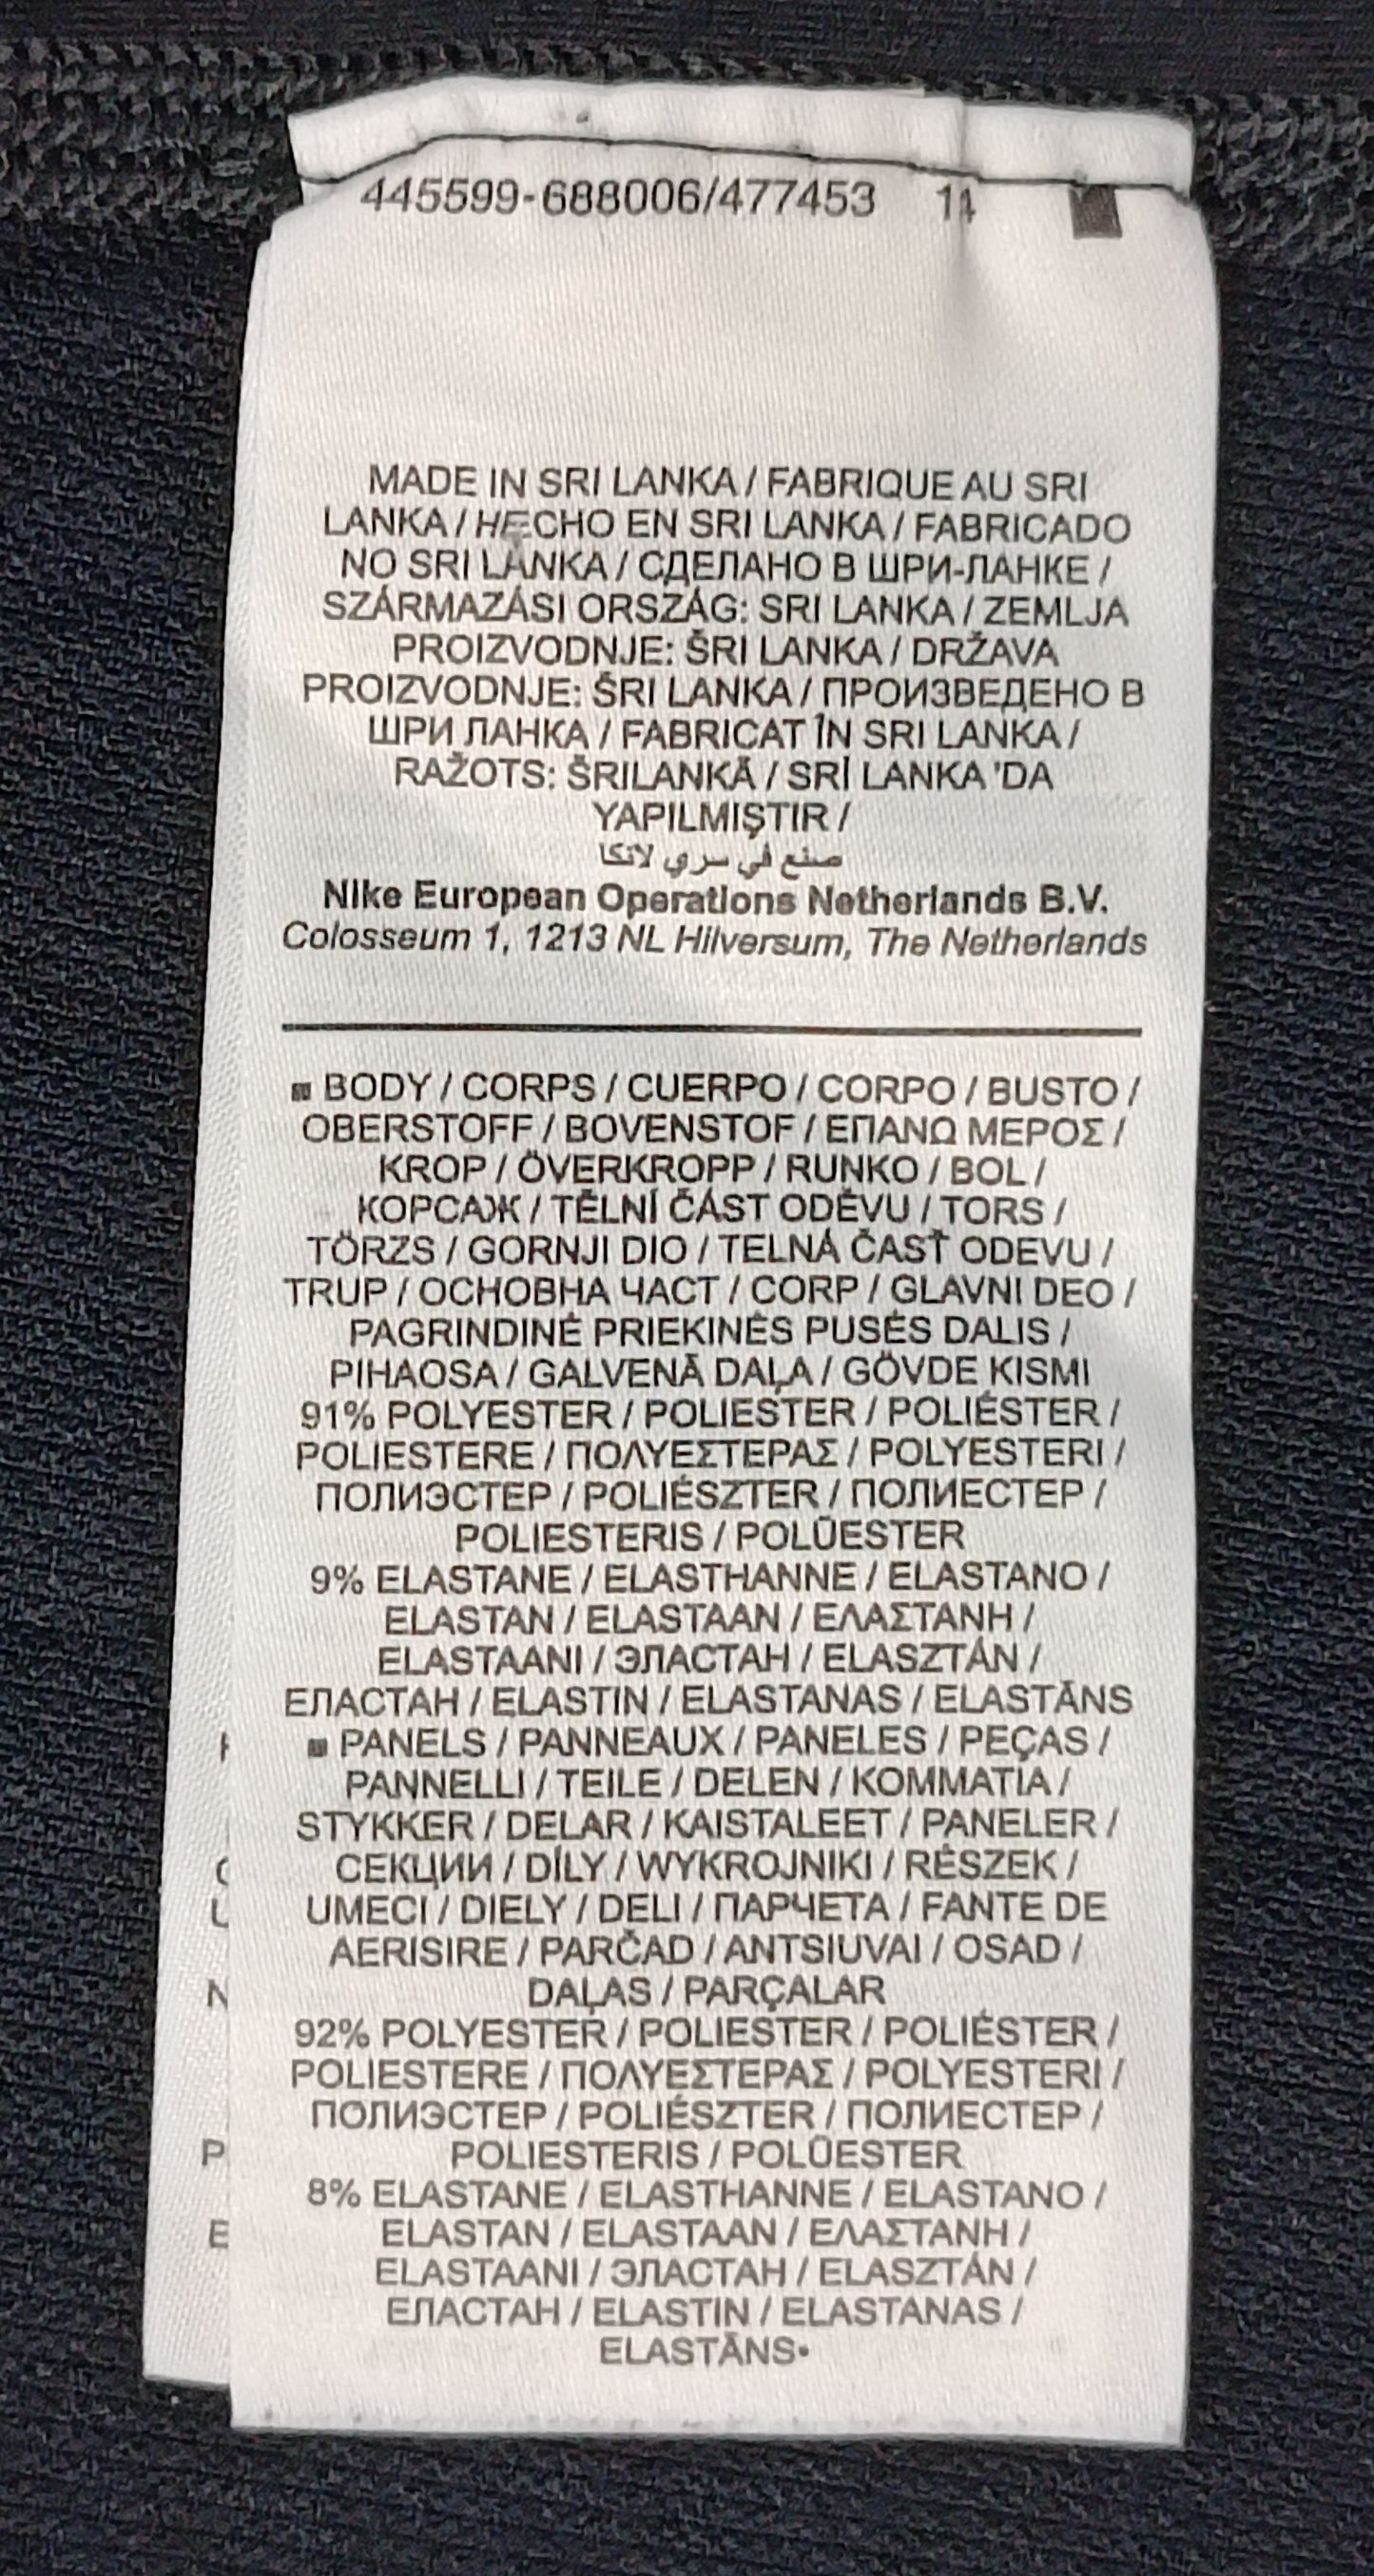 445599-688006/477453 11
MADE IN SRI LANKA / FABRIQUE AU SRI
LANKA / HECHO EN SRI LANKA / FABRICADO
NO SRI LANKA / СДЕЛАНО В ШРИ-ЛАНКЕ /
SZÁRMAZÁSI ORSZÁG: SRI LANKA / ZEMLJA
PROIZVODNJE: ŠRI LANKA / DRŽAVA
PROIZVODNJE: ŠRI LANKA / ПРОИЗВЕДЕНО В
ШРИ ЛАНКА / FABRICAT ÎN SRI LANKA /
RAŽOTS: ŠRILANKĀ / SRİ LANKA 'DA
YAPILMIŞTIR /
صنع في سري لانكا
Nike European Operations Netherlands B.V.
Colosseum 1, 1213 NL Hilversum, The Netherlands
■ BODY / CORPS / CUERPO / CORPO / BUSTO /
OBERSTOFF / BOVENSTOF / ΕΠΑΝΩ ΜΕΡΟΣ /
KROP / ÖVERKROPP / RUNKO / BOL /
КОРСАЖ / TĚLNÍ ČÁST ODĚVU / TORS /
TÖRZS / GORNJI DIO / TELNÁ ČASŤ ODEVU /
TRUP / ОСНОВНА ЧАСТ / CORP / GLAVNI DEO /
PAGRINDINĖ PRIEKINĖS PUSĖS DALIS /
PIHAOSA / GALVENĀ DAĻA / GÖVDE KISMI
91% POLYESTER / POLIESTER / POLIÉSTER /
POLIESTERE / ΠΟΛΥΕΣΤΕΡΑΣ / POLYESTERI /
ПОЛИЭСТЕР / POLIÉSZTER / ПОЛИЕСТЕР /
POLIESTERIS / POLÜESTER
9% ELASTANE / ELASTHANNE / ELASTANO /
ELASTAN / ELASTAAN / ΕΛΑΣΤΑΝΗ /
ELASTAANI / ЭЛАСТАН / ELASZTÁN /
ЕЛАСТАН / ELASTIN / ELASTANAS / ELASTĀNS
■ PANELS / PANNEAUX / PANELES / PEÇAS /
PANNELLI / TEILE / DELEN / ΚΟΜΜΑΤΙΑ /
STYKKER / DELAR / KAISTALEET / PANELER /
СЕКЦИИ / DÍLY / WYKROJNIKI / RÉSZEK /
UMECI / DIELY / DELI / ПАРЧЕТА / FANTE DE
AERISIRE / PARČAD / ANTSIUVAI / OSAD /
DAĻAS / PARÇALAR
92% POLYESTER / POLIESTER / POLIÉSTER /
POLIESTERE / ΠΟΛΥΕΣΤΕΡΑΣ / POLYESTERI /
ПОЛИЭСТЕР / POLIÉSZTER / ПОЛИЕСТЕР /
POLIESTERIS / POLÜESTER
8% ELASTANE / ELASTHANNE / ELASTANO /
ELASTAN / ELASTAAN / ΕΛΑΣΤΑΝΗ /
ELASTAANI / ЭЛАСТАН / ELASZTÁN /
ЕЛАСТАН / ELASTIN / ELASTANAS /
ELASTĀNS•